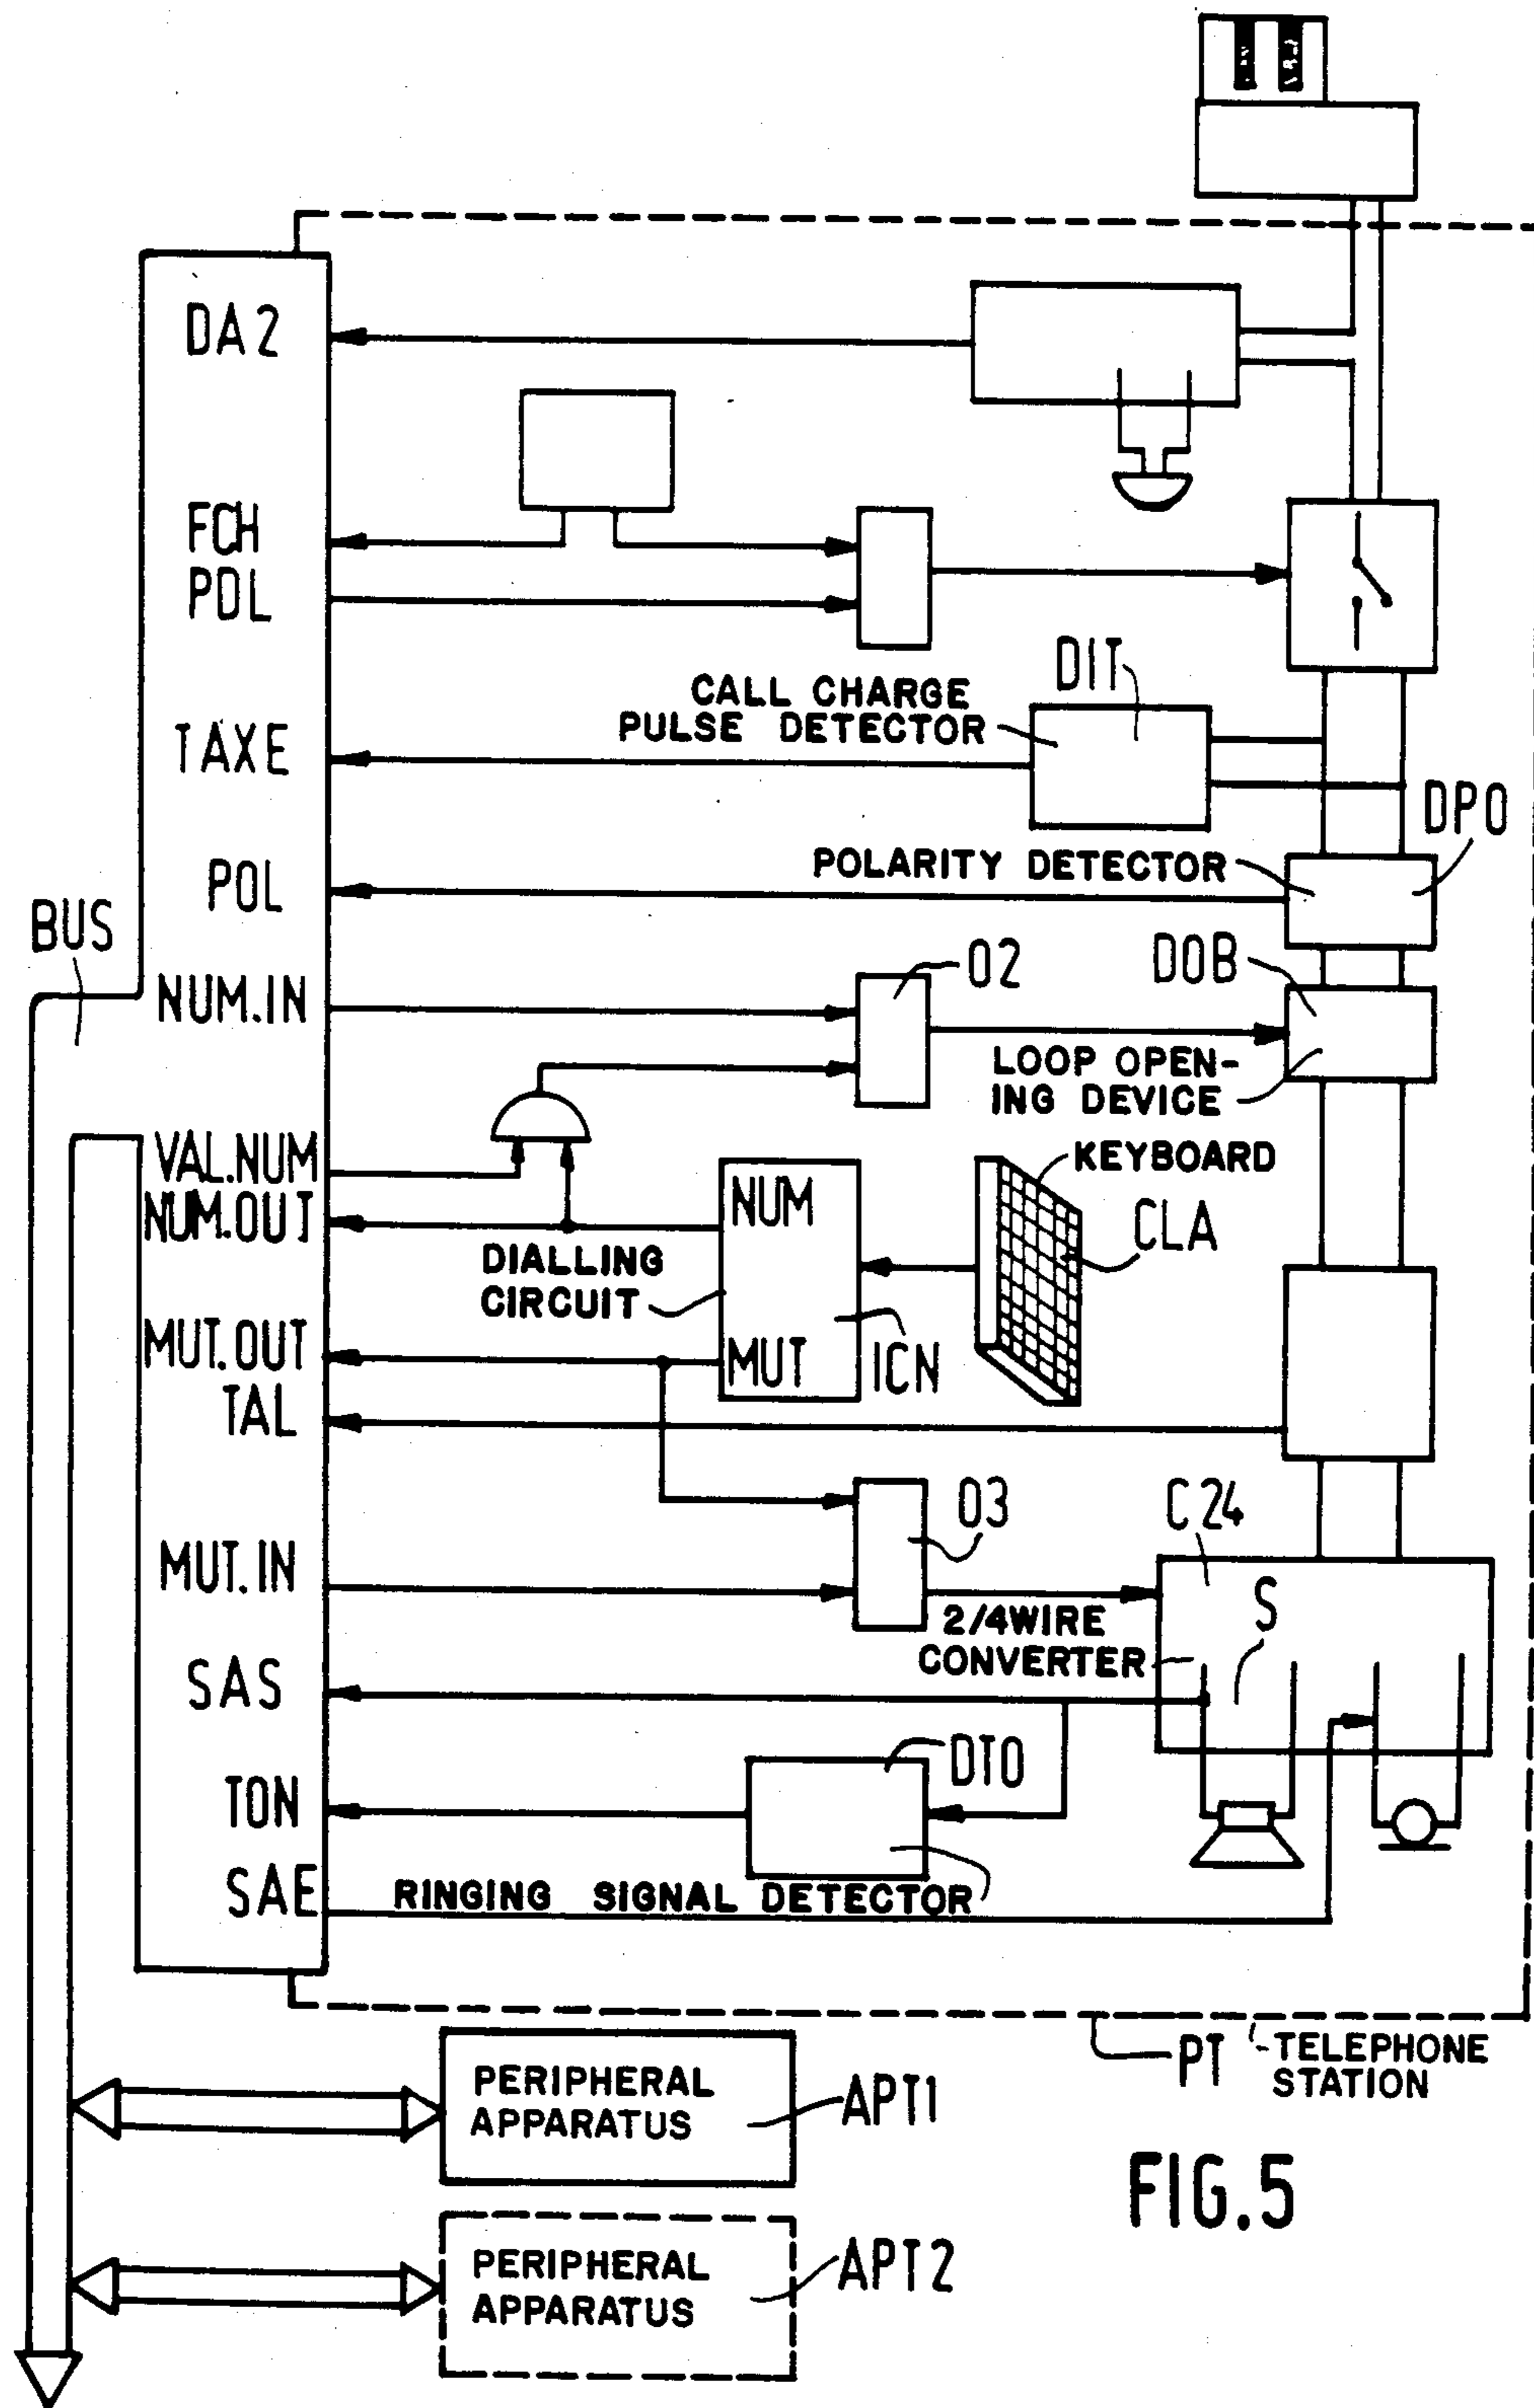 DA2
FCH
PDL
DIT
CALL CHARGE
PULSE DETECTOR
TAXE
DPO
POLARITY DETECTOR
POL
BUS
02
DOB
NUM.IN
LOOP OPEN-
ING DEVICE
VAL.NUM
KEYBOARD
NUM.OUT
NUM
CLA
DIALLING
CIRCUIT
MUT.OUT
MUT
ICN
TAL
03
C24
MUT.IN
S
2/4WIRE
CONVERTER
SAS
DTO
TON
SAE
RINGING SIGNAL DETECTOR
PT
TELEPHONE
STATION
PERIPHERAL
APPARATUS
APT1
FIG.5
PERIPHERAL
APPARATUS
APT2